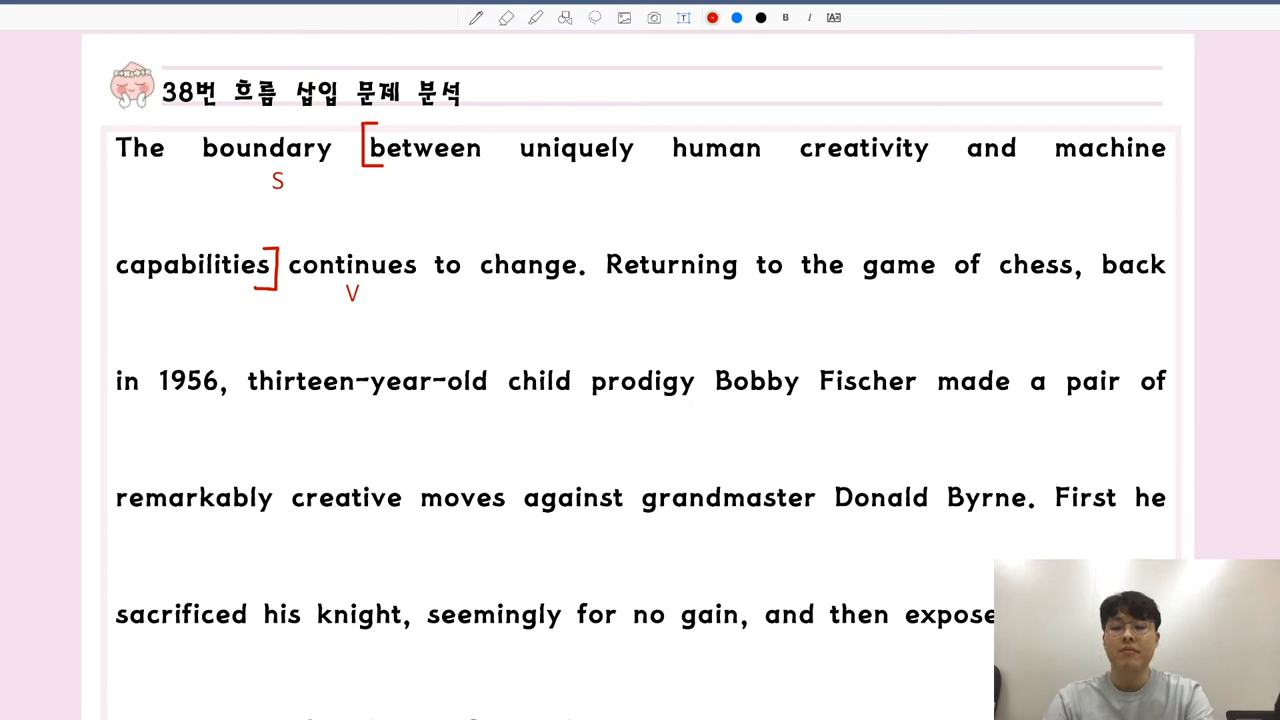 38번 흐름 삽입 문제 분석
The boundary [between uniquely human creativity and machine
S
capabilities] continues to change. Returning to the game of chess, back
V
in 1956, thirteen-year-old child prodigy Bobby Fischer made a pair of
remarkably creative moves against grandmaster Donald Byrne. First he
sacrificed his knight, seemingly for no gain, and then